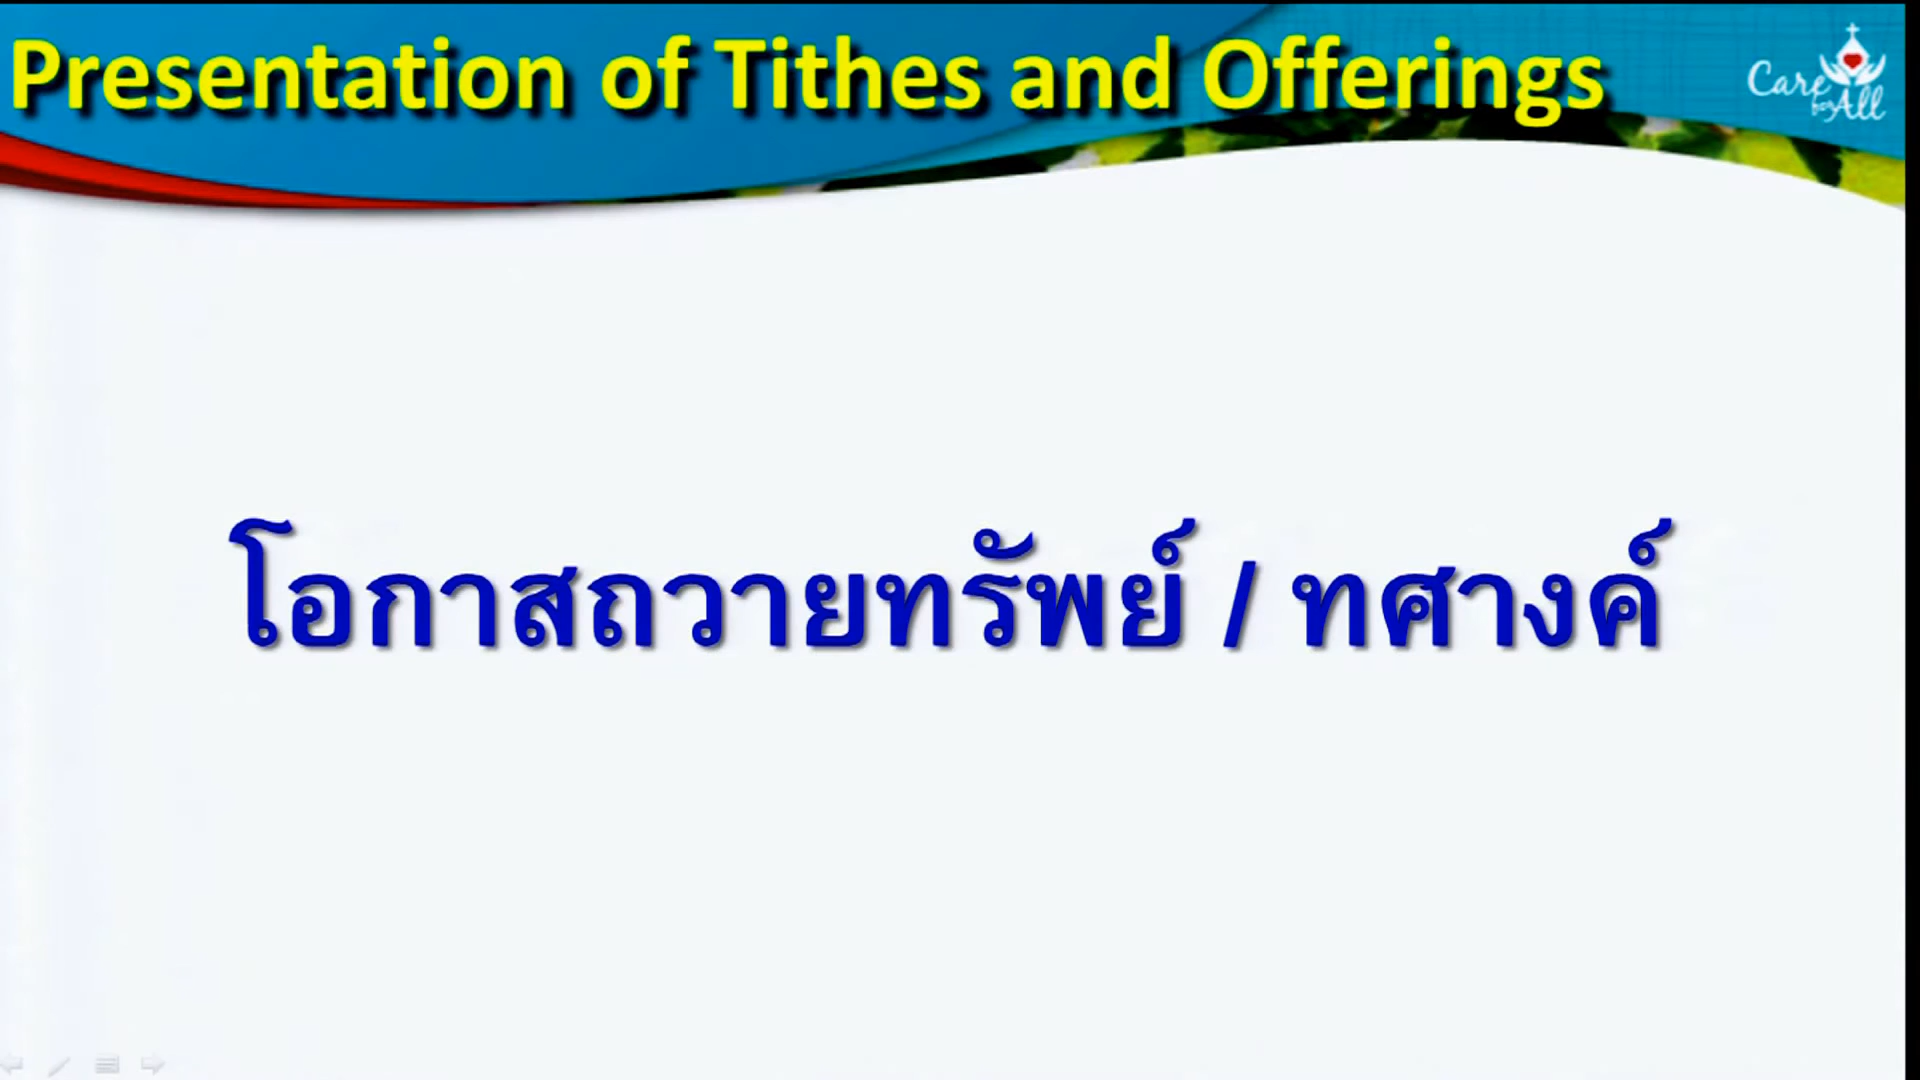 Presentation of Tithes and Offerings
Care
for All
โอกาสถวายทรัพย์ / ทศางค์